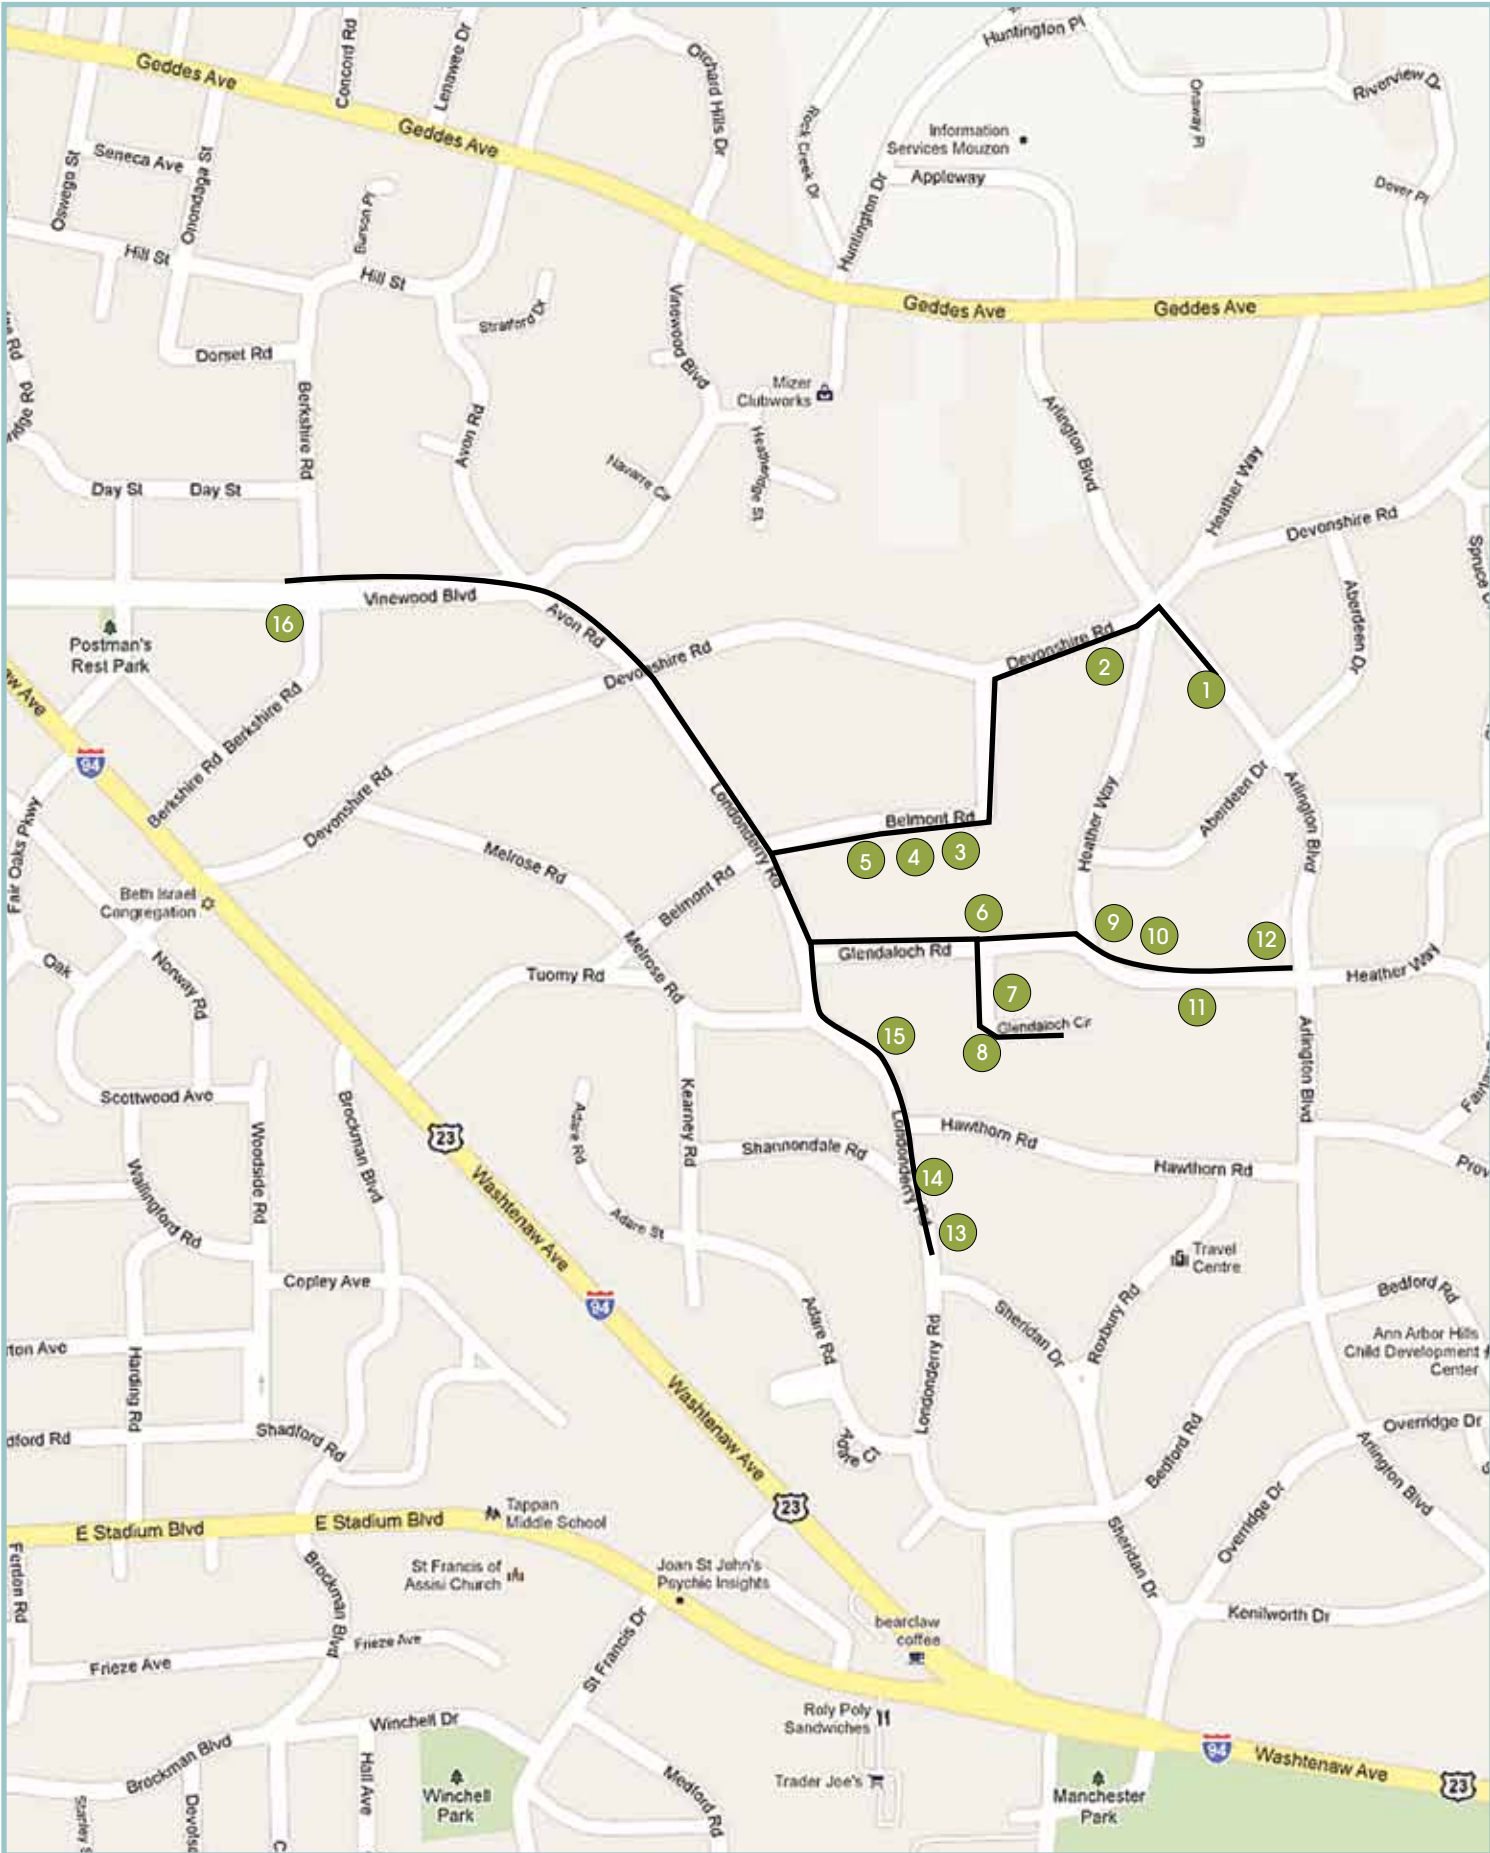 Geddes Ave
Concord Rd
Lenawee Dr
Orchard Hills Dr
Huntington Pl
Riverview Dr
Onaway Pl
Geddes Ave
Rock Creek Dr
Information
Services Mouzon
Appleway
Dover Pl
Seneca Ave
Oswego St
Onondaga St
Burson Pl
Huntington Dr
Hill St
Hill St
Geddes Ave
Geddes Ave
Stratford Dr
Vinewood Blvd
Dorset Rd
Berkshire Rd
Mizer
Clubworks
Avon Rd
Arlington Blvd
Heather Way
Navarre Cir
Heatheridge St
Day St
Day St
Devonshire Rd
Aberdeen Dr
Vinewood Blvd
Avon Rd
16
Postman's
Rest Park
Devonshire Rd
Devonshire Rd
2
1
Berkshire Rd
Berkshire Rd
94
Devonshire Rd
Londonderry Rd
Belmont Rd
5
4
3
Heather Way
Aberdeen Dr
Arlington Blvd
Fair Oaks Pkwy
Melrose Rd
Belmont Rd
Beth Israel
Congregation
6
9
10
12
Glendaloch Rd
Heather Way
Oak
Norway Rd
Tuomy Rd
Melrose Rd
7
11
Glendaloch Cir
8
15
Arlington Blvd
Scottwood Ave
Brockman Blvd
Woodside Rd
23
Adare Rd
Kearney Rd
Londonderry Rd
Hawthorn Rd
Hawthorn Rd
Shannondale Rd
14
13
Wallingford Rd
Washtenaw Ave
Adare St
Travel
Centre
Copley Ave
94
Adare Rd
Sheridan Dr
Roxbury Rd
Bedford Rd
Ann Arbor Hills
Child Development
Center
Harding Rd
Londonderry Rd
Washtenaw Ave
Shadford Rd
Adare Ct
Bedford Rd
Overridge Dr
Arlington Blvd
E Stadium Blvd
E Stadium Blvd
Tappan
Middle School
23
Overridge Dr
Sheridan Dr
Ferdon Rd
Brockman Blvd
St Francis of
Assisi Church
Joan St John's
Psychic Insights
Kenilworth Dr
bearclaw
coffee
Frieze Ave
Frieze Ave
St Francis Dr
Roly Poly
Sandwiches
Winchell Dr
Brockman Blvd
94
Washtenaw Ave
23
Trader Joe's
Manchester
Park
Winchell
Park
Hall Ave
Medford Rd